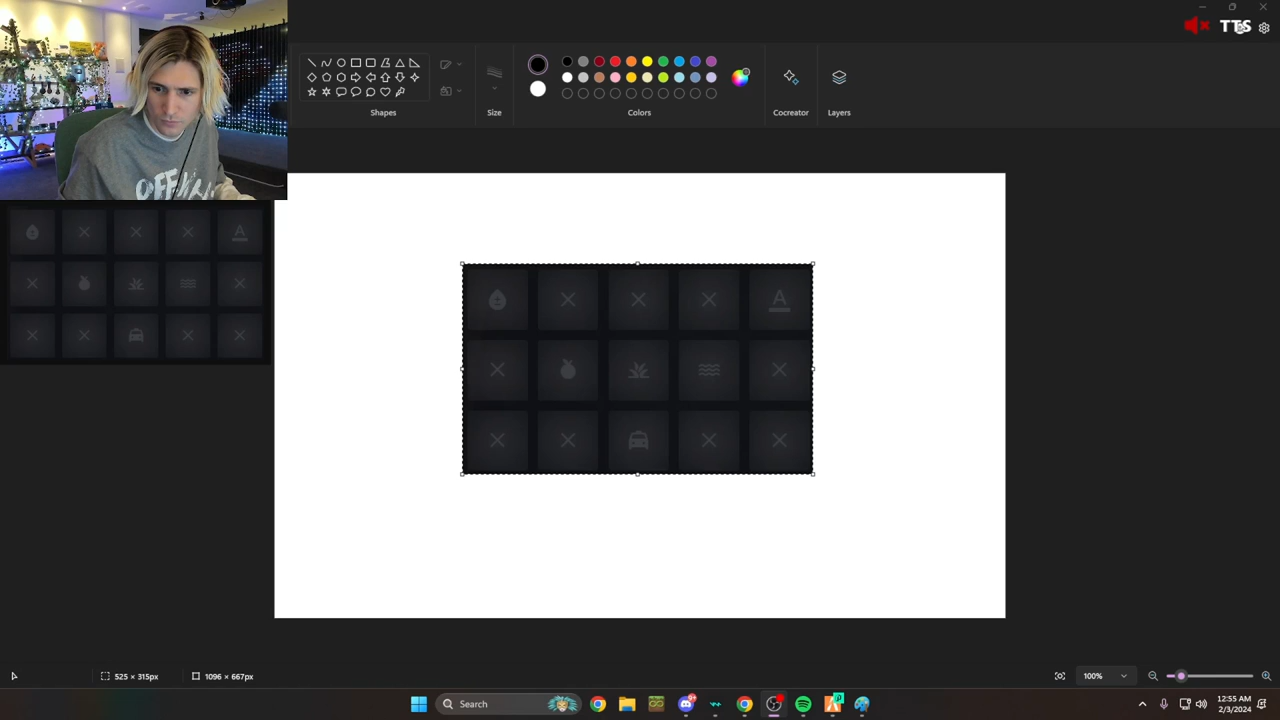 TTS
Shapes
Size
Colors
Cocreator
Layers
A
A
525 × 315px
1096 × 667px
100%
Search
12:55 AM
2/3/2024